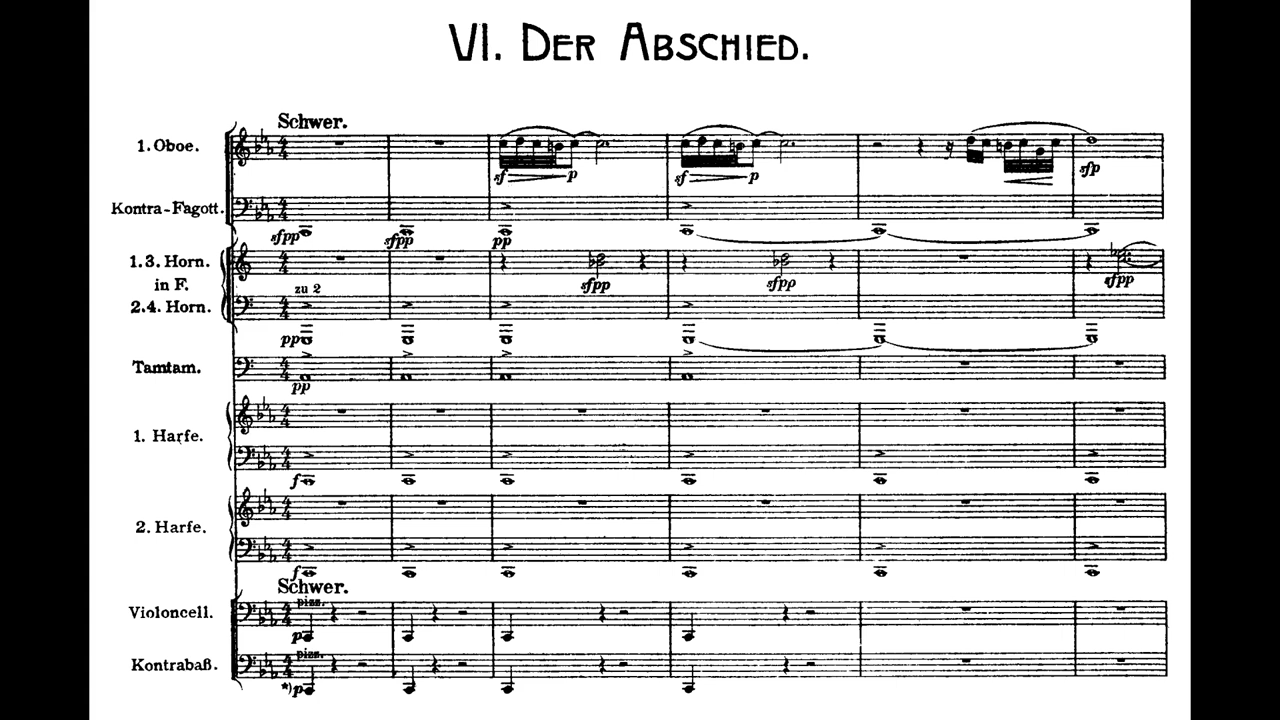 VI. DER ABSCHIED.
Schwer.
1. Oboe.
sf p sf p sfp
Kontra-Fagott.
sfpp sfpp pp
1.3. Horn.
in F.
sfpp sfpp sfpp
zu 2
2.4. Horn.
pp
Tamtam.
pp
1. Harfe.
f
2. Harfe.
f
Schwer.
pizz.
Violoncell.
p
pizz.
Kontrabaß.
*) p